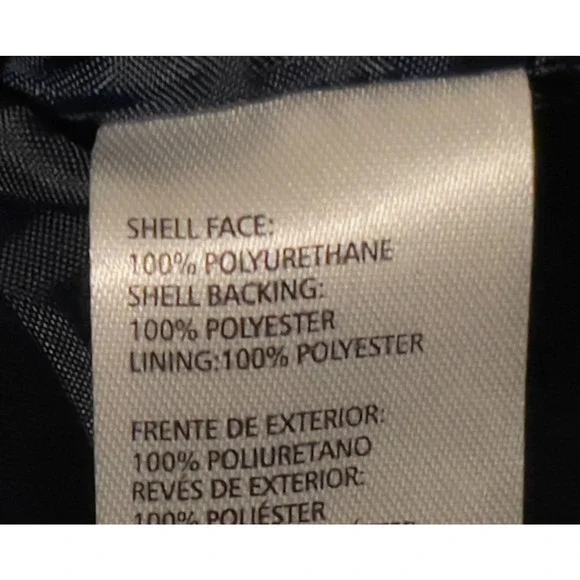 SHELL FACE:
100% POLYURETHANE
SHELL BACKING:
100% POLYESTER
LINING:100% POLYESTER
FRENTE DE EXTERIOR:
100% POLIURETANO
REVÉS DE EXTERIOR:
100% POLIÉSTER